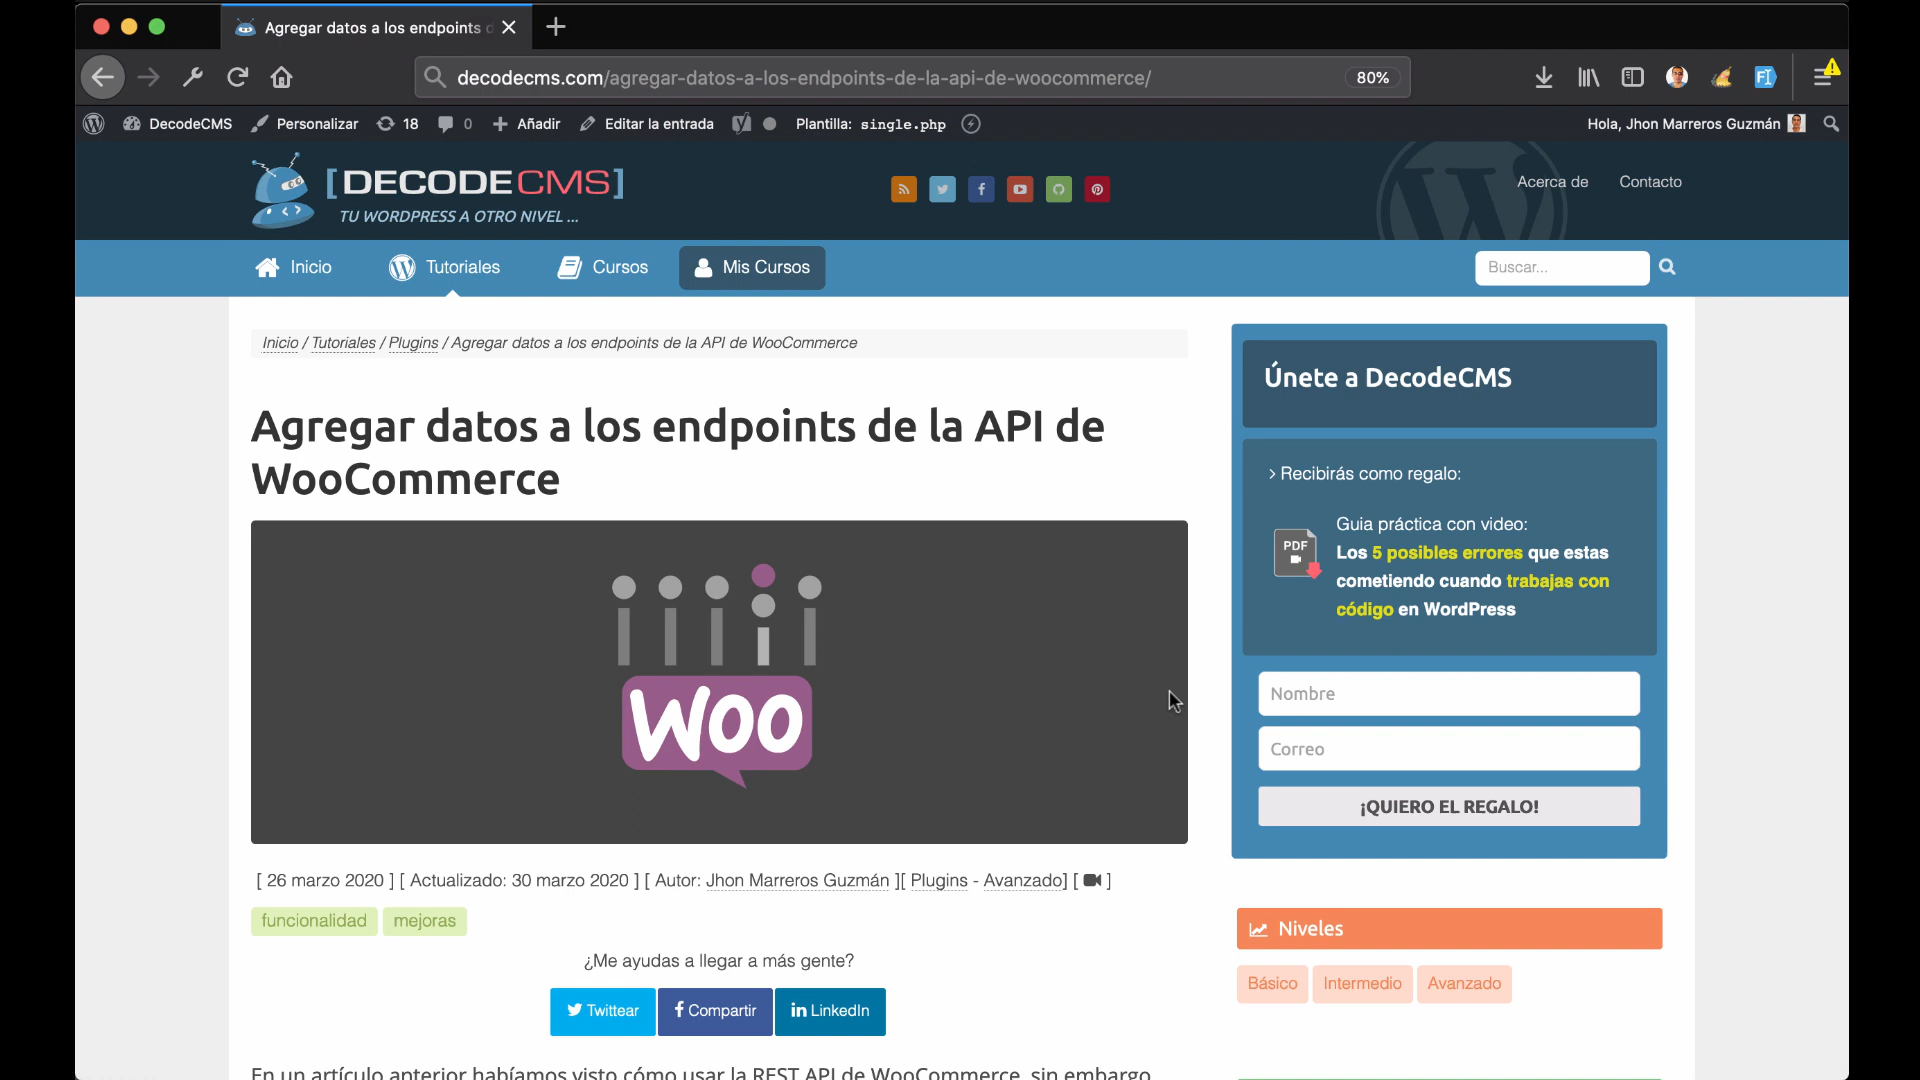 Agregar datos a los endpoints d
decodecms.com/agregar-datos-a-los-endpoints-de-la-api-de-woocommerce/
80%
DecodeCMS
Personalizar
18
0
Añadir
Editar la entrada
Plantilla: single.php
Hola, Jhon Marreros Guzmán
[DECODECMS]
TU WORDPRESS A OTRO NIVEL ...
Acerca de
Contacto
Inicio
Tutoriales
Cursos
Mis Cursos
Buscar...
Inicio / Tutoriales / Plugins / Agregar datos a los endpoints de la API de WooCommerce
Agregar datos a los endpoints de la API de
WooCommerce
Woo
[ 26 marzo 2020 ] [ Actualizado: 30 marzo 2020 ] [ Autor: Jhon Marreros Guzmán ][ Plugins - Avanzado] [ ]
funcionalidad
mejoras
¿Me ayudas a llegar a más gente?
Twittear
Compartir
LinkedIn
En un artículo anterior habíamos visto cómo usar la REST API de WooCommerce, sin embargo
Únete a DecodeCMS
> Recibirás como regalo:
PDF
Guia práctica con video:
Los 5 posibles errores que estas
cometiendo cuando trabajas con
código en WordPress
Nombre
Correo
¡QUIERO EL REGALO!
Niveles
Básico
Intermedio
Avanzado